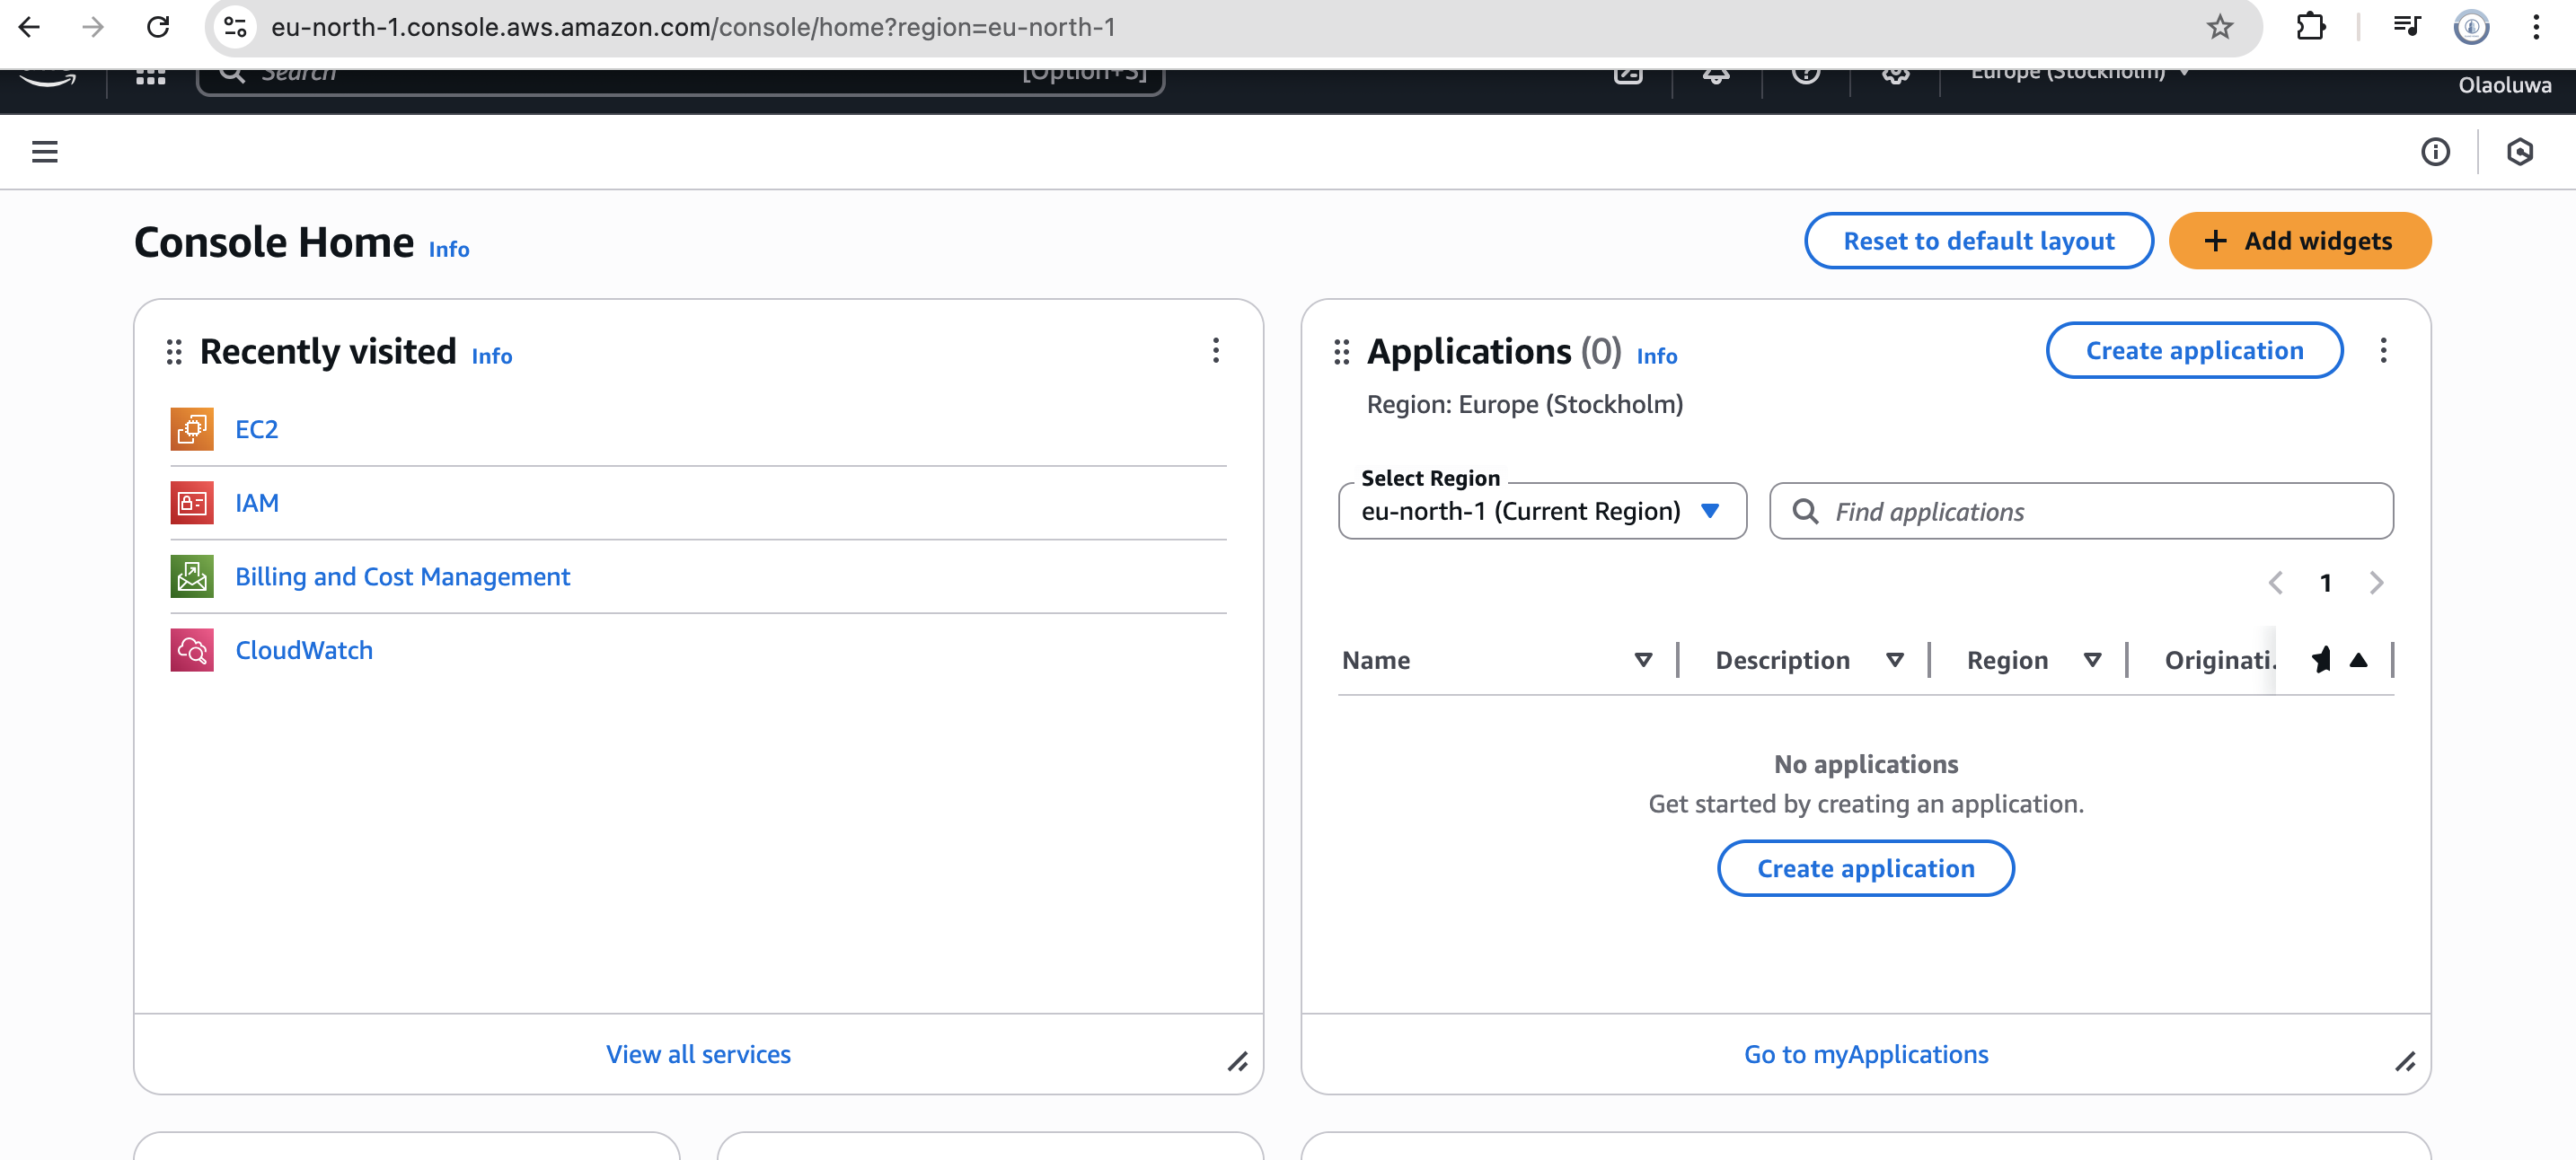 eu-north-1.console.aws.amazon.com/console/home?region=eu-north-1
Search [Option+S] Europe (Stockholm) Olaoluwa
Console Home Info Reset to default layout + Add widgets
Recently visited Info
EC2
IAM
Billing and Cost Management
CloudWatch
View all services
Applications (0) Info Create application
Region: Europe (Stockholm)
Select Region
eu-north-1 (Current Region) Find applications
1
Name Description Region Originati.
No applications
Get started by creating an application.
Create application
Go to myApplications